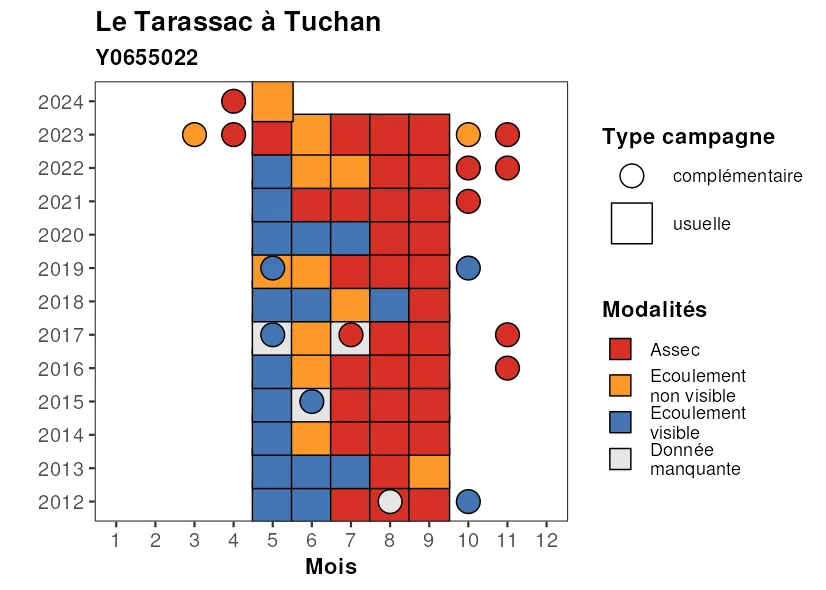 Le Tarassac à Tuchan
Y0655022
2024
2023
2022
2021
2020
2019
2018
2017
2016
2015
2014
2013
2012
1 2 3 4 5 6 7 8 9 10 11 12
Mois
Type campagne
complémentaire
usuelle
Modalités
Assec
Ecoulement
non visible
Ecoulement
visible
Donnée
manquante